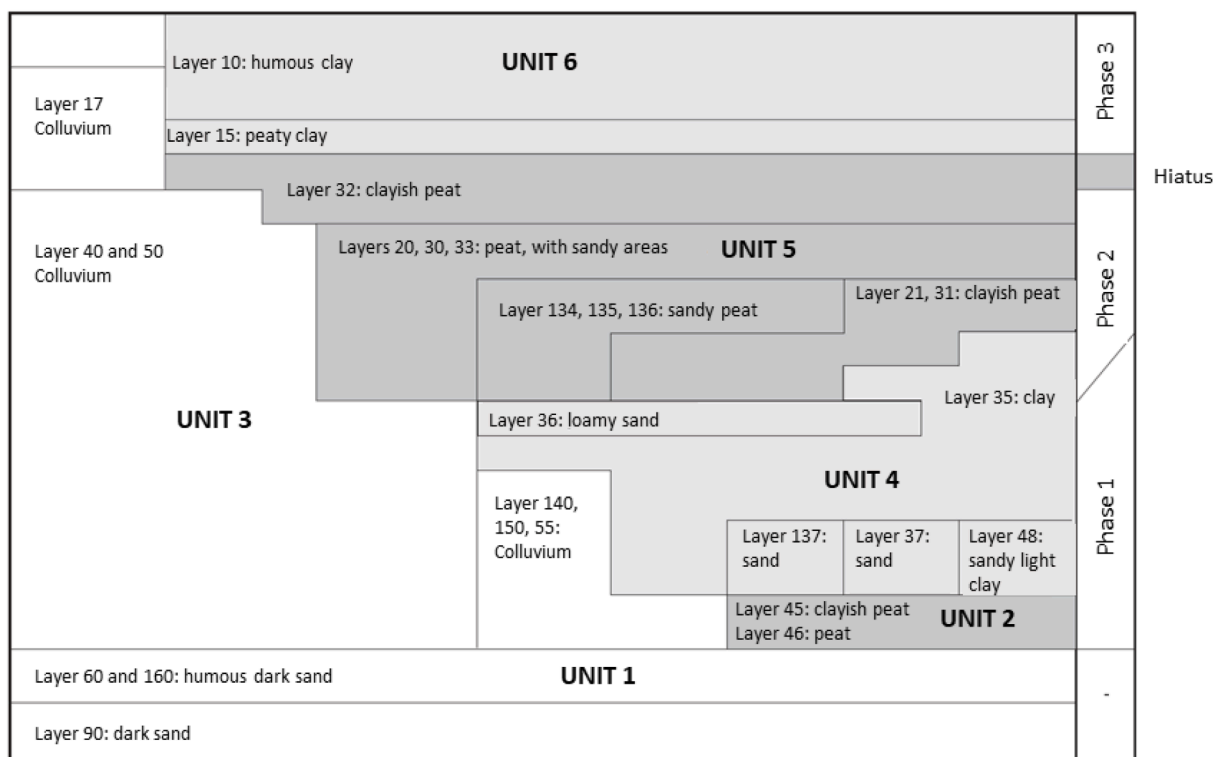 Layer 10: humous clay
UNIT 6
Phase 3
Layer 17
Colluvium
Layer 15: peaty clay
Hiatus
Layer 32: clayish peat
Layer 40 and 50
Colluvium
Layers 20, 30, 33: peat, with sandy areas
UNIT 5
Phase 2
Layer 134, 135, 136: sandy peat
Layer 21, 31: clayish peat
UNIT 3
Layer 36: loamy sand
Layer 35: clay
UNIT 4
Phase 1
Layer 140,
150, 55:
Colluvium
Layer 137:
sand
Layer 37:
sand
Layer 48:
sandy light
clay
Layer 45: clayish peat
Layer 46: peat
UNIT 2
Layer 60 and 160: humous dark sand
UNIT 1
-
Layer 90: dark sand